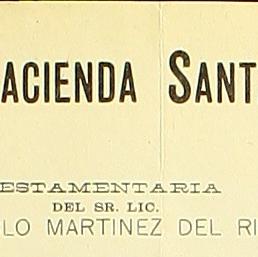 ACIENDA SANT
ESTAMENTARIA
DEL SR. LIC.
LO MARTINEZ DEL RI